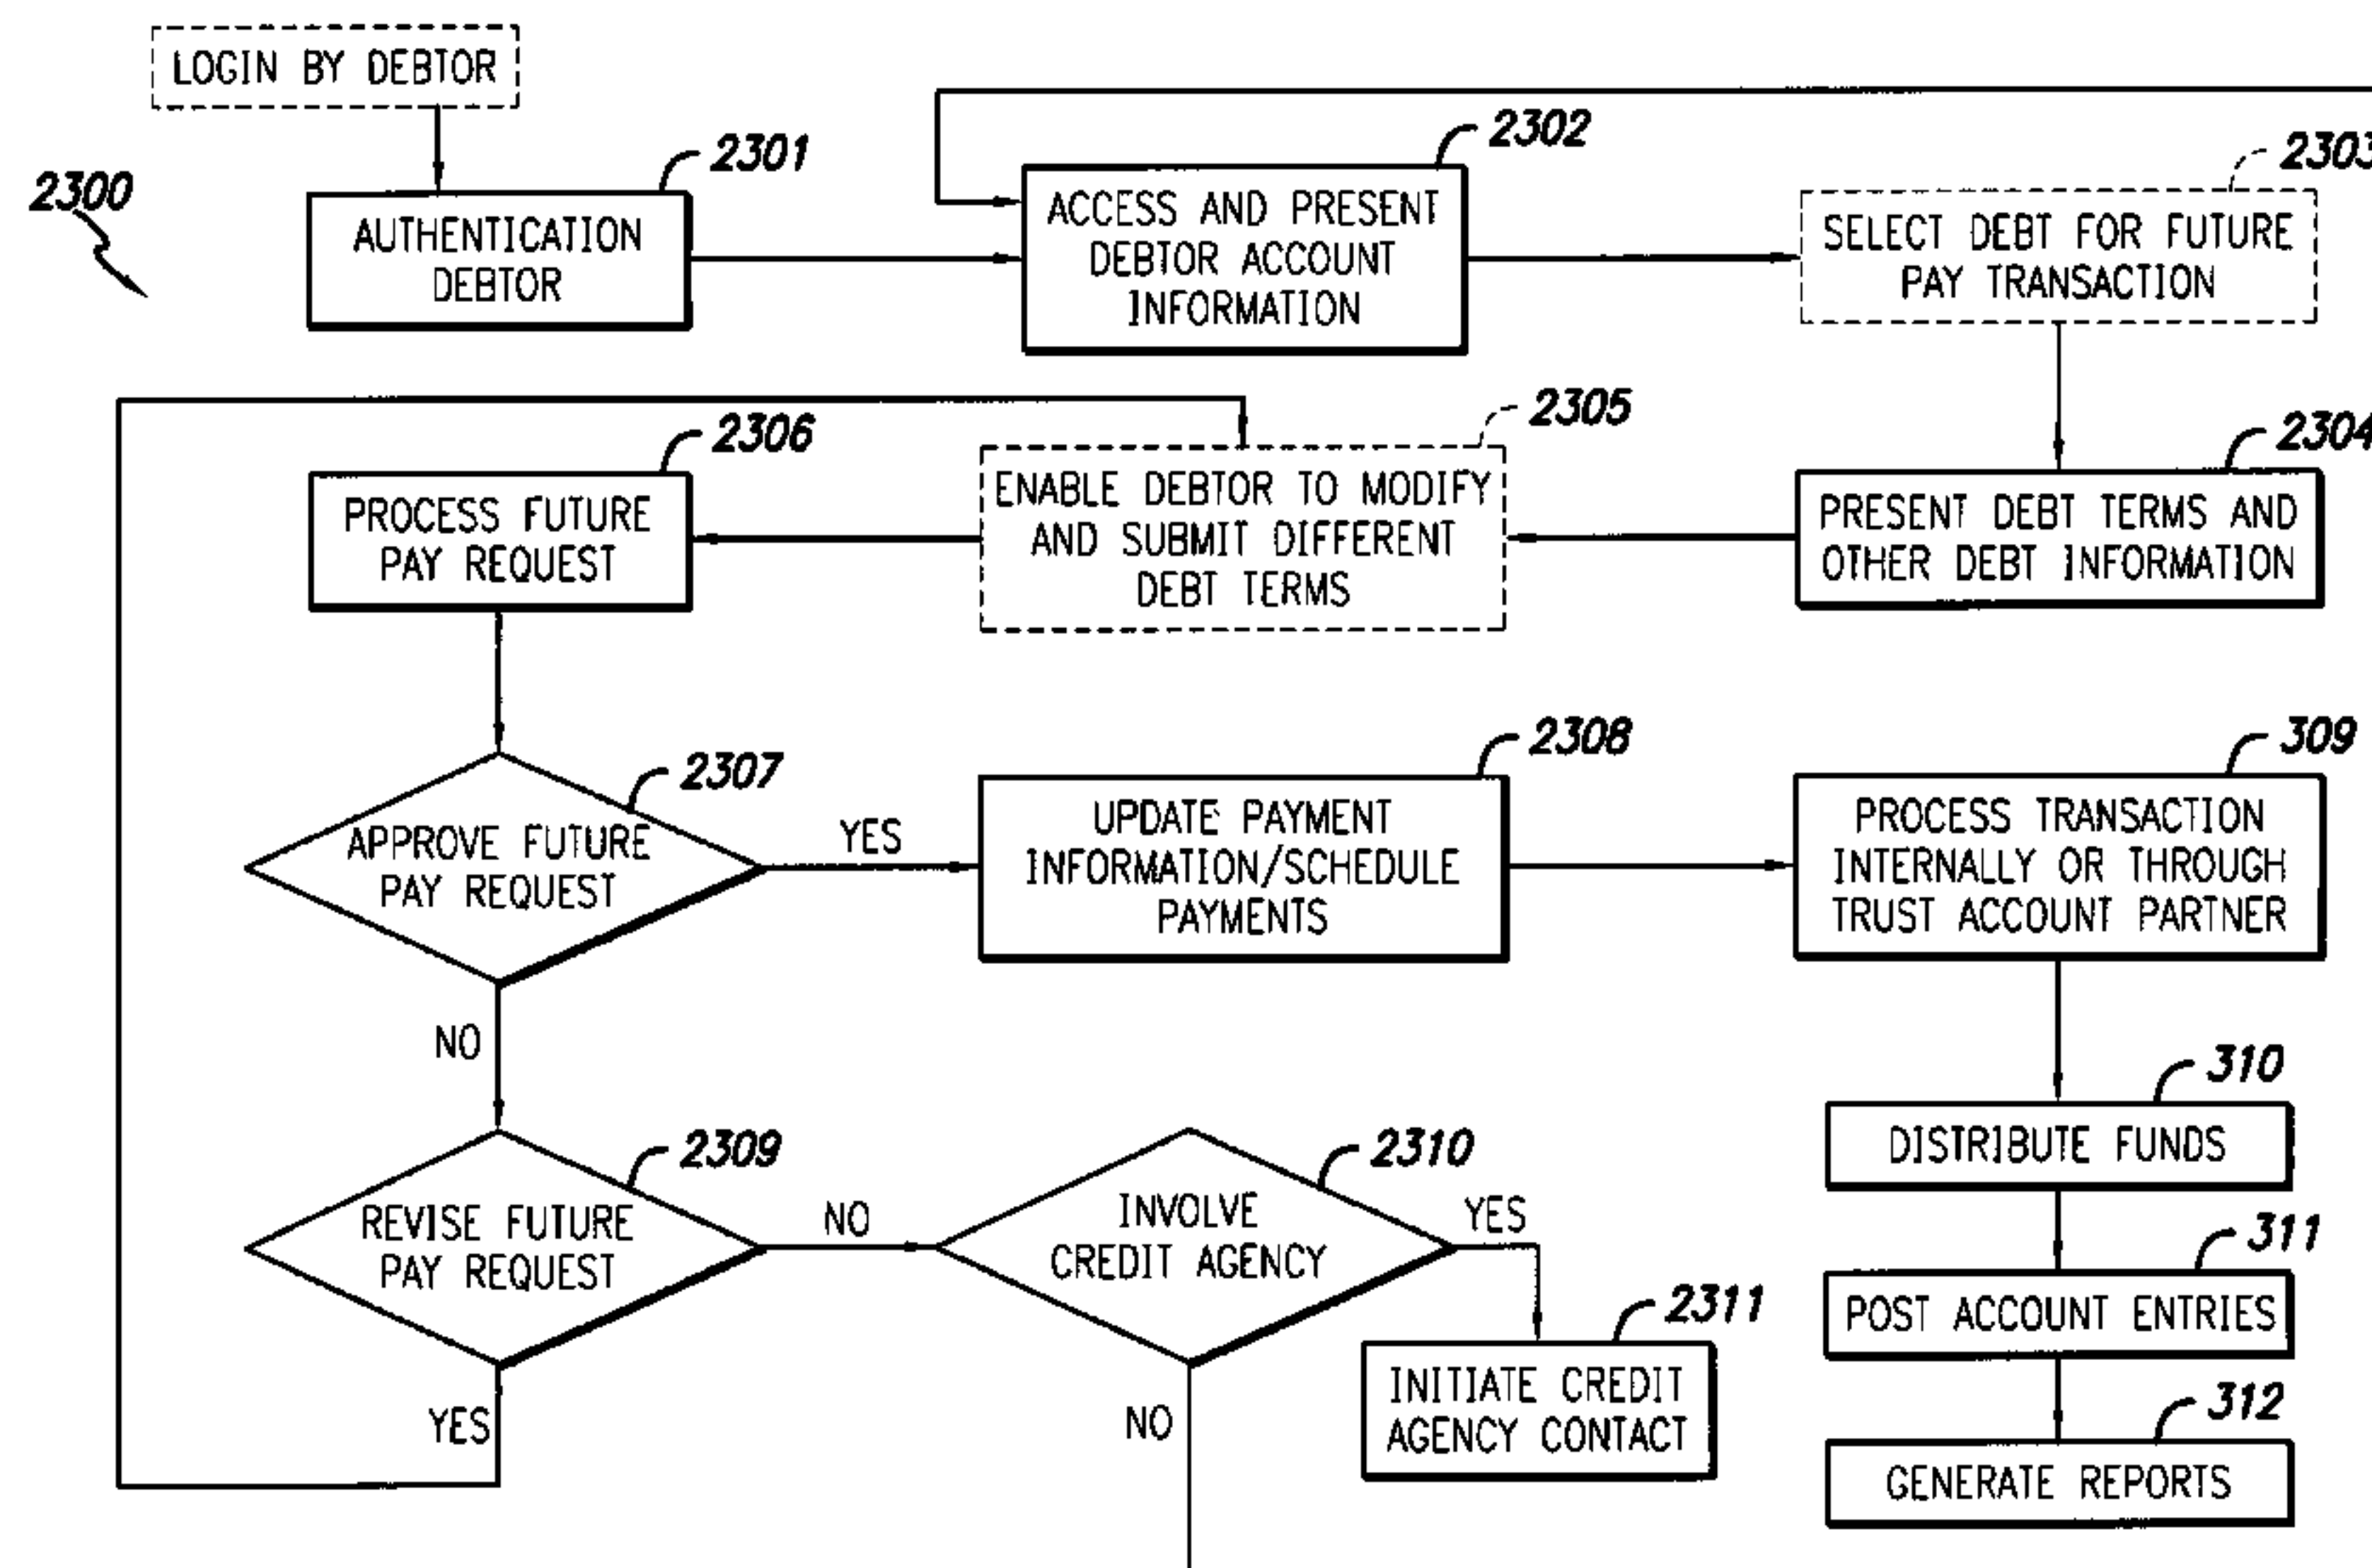 LOGIN BY DEBTOR
2300
2301
AUTHENTICATION
DEBTOR
2302
ACCESS AND PRESENT
DEBTOR ACCOUNT
INFORMATION
2303
SELECT DEBT FOR FUTURE
PAY TRANSACTION
2304
PRESENT DEBT TERMS AND
OTHER DEBT INFORMATION
2305
ENABLE DEBTOR TO MODIFY
AND SUBMIT DIFFERENT
DEBT TERMS
2306
PROCESS FUTURE
PAY REQUEST
2307
APPROVE FUTURE
PAY REQUEST
YES
NO
2308
UPDATE PAYMENT
INFORMATION/SCHEDULE
PAYMENTS
309
PROCESS TRANSACTION
INTERNALLY OR THROUGH
TRUST ACCOUNT PARTNER
310
DISTRIBUTE FUNDS
311
POST ACCOUNT ENTRIES
312
GENERATE REPORTS
2309
REVISE FUTURE
PAY REQUEST
NO
YES
2310
INVOLVE
CREDIT AGENCY
YES
NO
2311
INITIATE CREDIT
AGENCY CONTACT